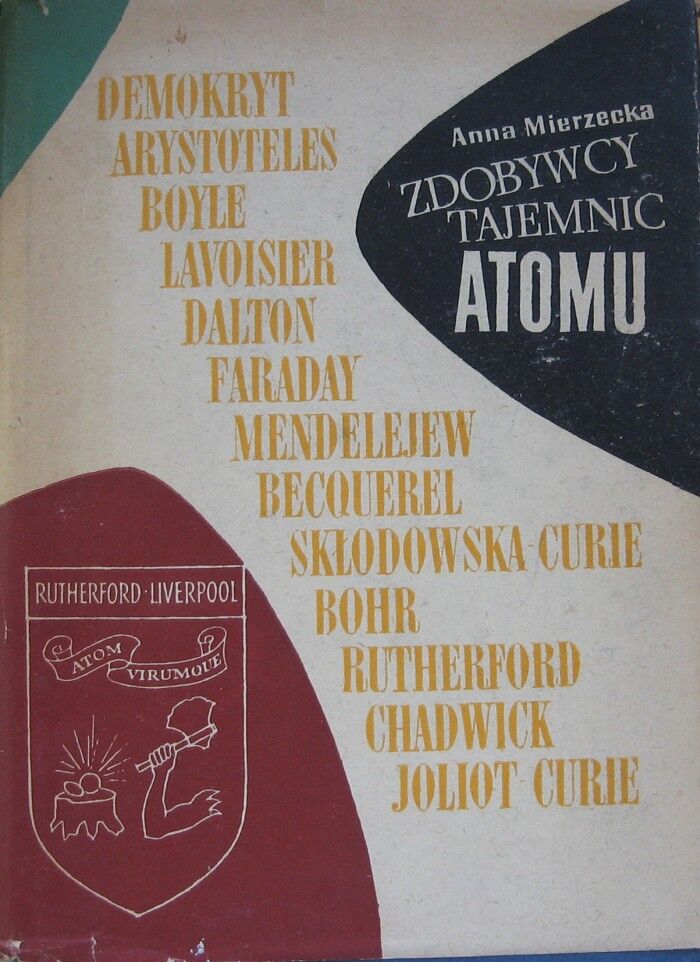 DEMOKRYT
ARYSTOTELES
BOYLE
LAVOISIER
DALTON
FARADAY
MENDELEJEW
BECQUEREL
SKŁODOWSKA-CURIE
BOHR
RUTHERFORD
CHADWICK
JOLIOT-CURIE
Anna Mierzecka
ZDOBYWCY
TAJEMNIC
ATOMU
RUTHERFORD·LIVERPOOL
ATOM
VIRUMQUE